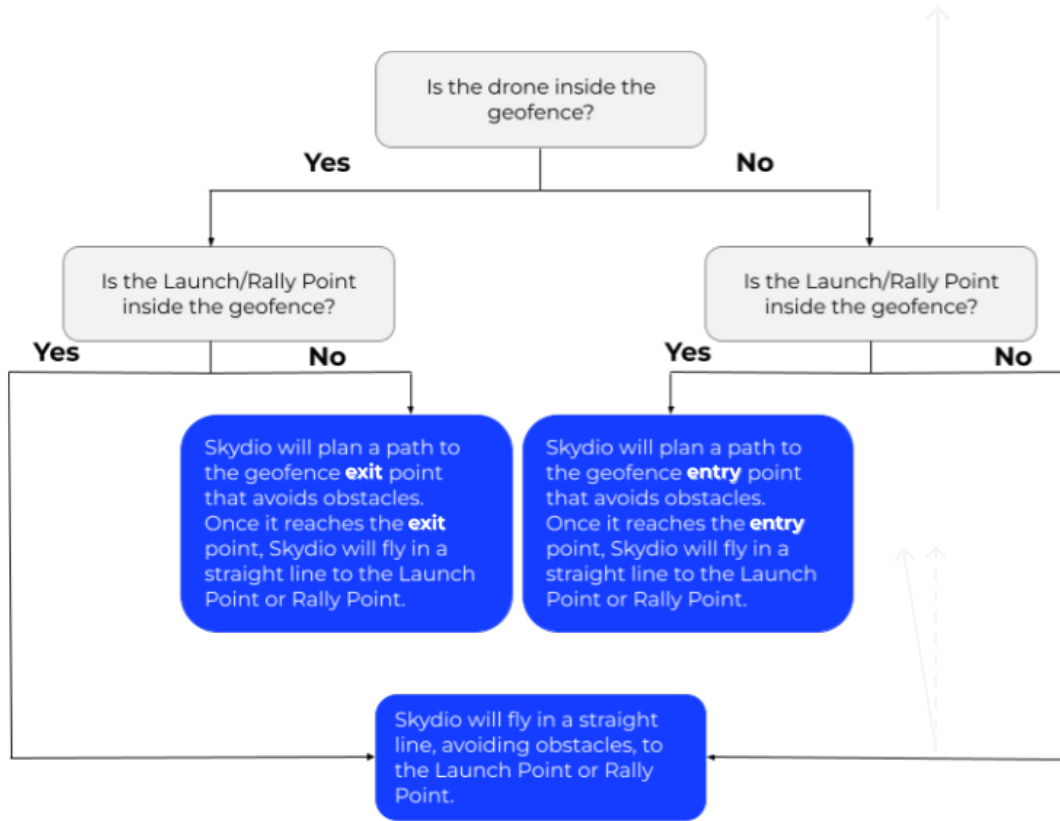 Is the drone inside the
geofence?
Yes
No
Is the Launch/Rally Point
inside the geofence?
Is the Launch/Rally Point
inside the geofence?
Yes
No
Yes
No
Skydio will plan a path to
the geofence exit point
that avoids obstacles.
Once it reaches the exit
point, Skydio will fly in a
straight line to the Launch
Point or Rally Point.
Skydio will plan a path to
the geofence entry point
that avoids obstacles.
Once it reaches the entry
point, Skydio will fly in a
straight line to the Launch
Point or Rally Point.
Skydio will fly in a straight
line, avoiding obstacles, to
the Launch Point or Rally
Point.